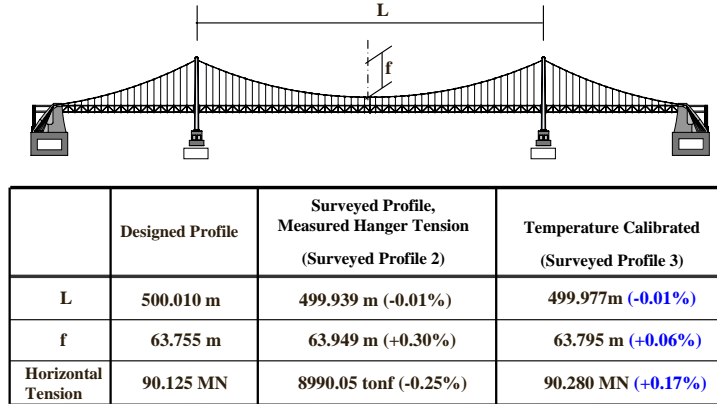 L
f
Designed Profile
Surveyed Profile,
Measured Hanger Tension
(Surveyed Profile 2)
Temperature Calibrated
(Surveyed Profile 3)
L 500.010 m 499.939 m (-0.01%) 499.977m (-0.01%)
f 63.755 m 63.949 m (+0.30%) 63.795 m (+0.06%)
Horizontal
Tension 90.125 MN 8990.05 tonf (-0.25%) 90.280 MN (+0.17%)